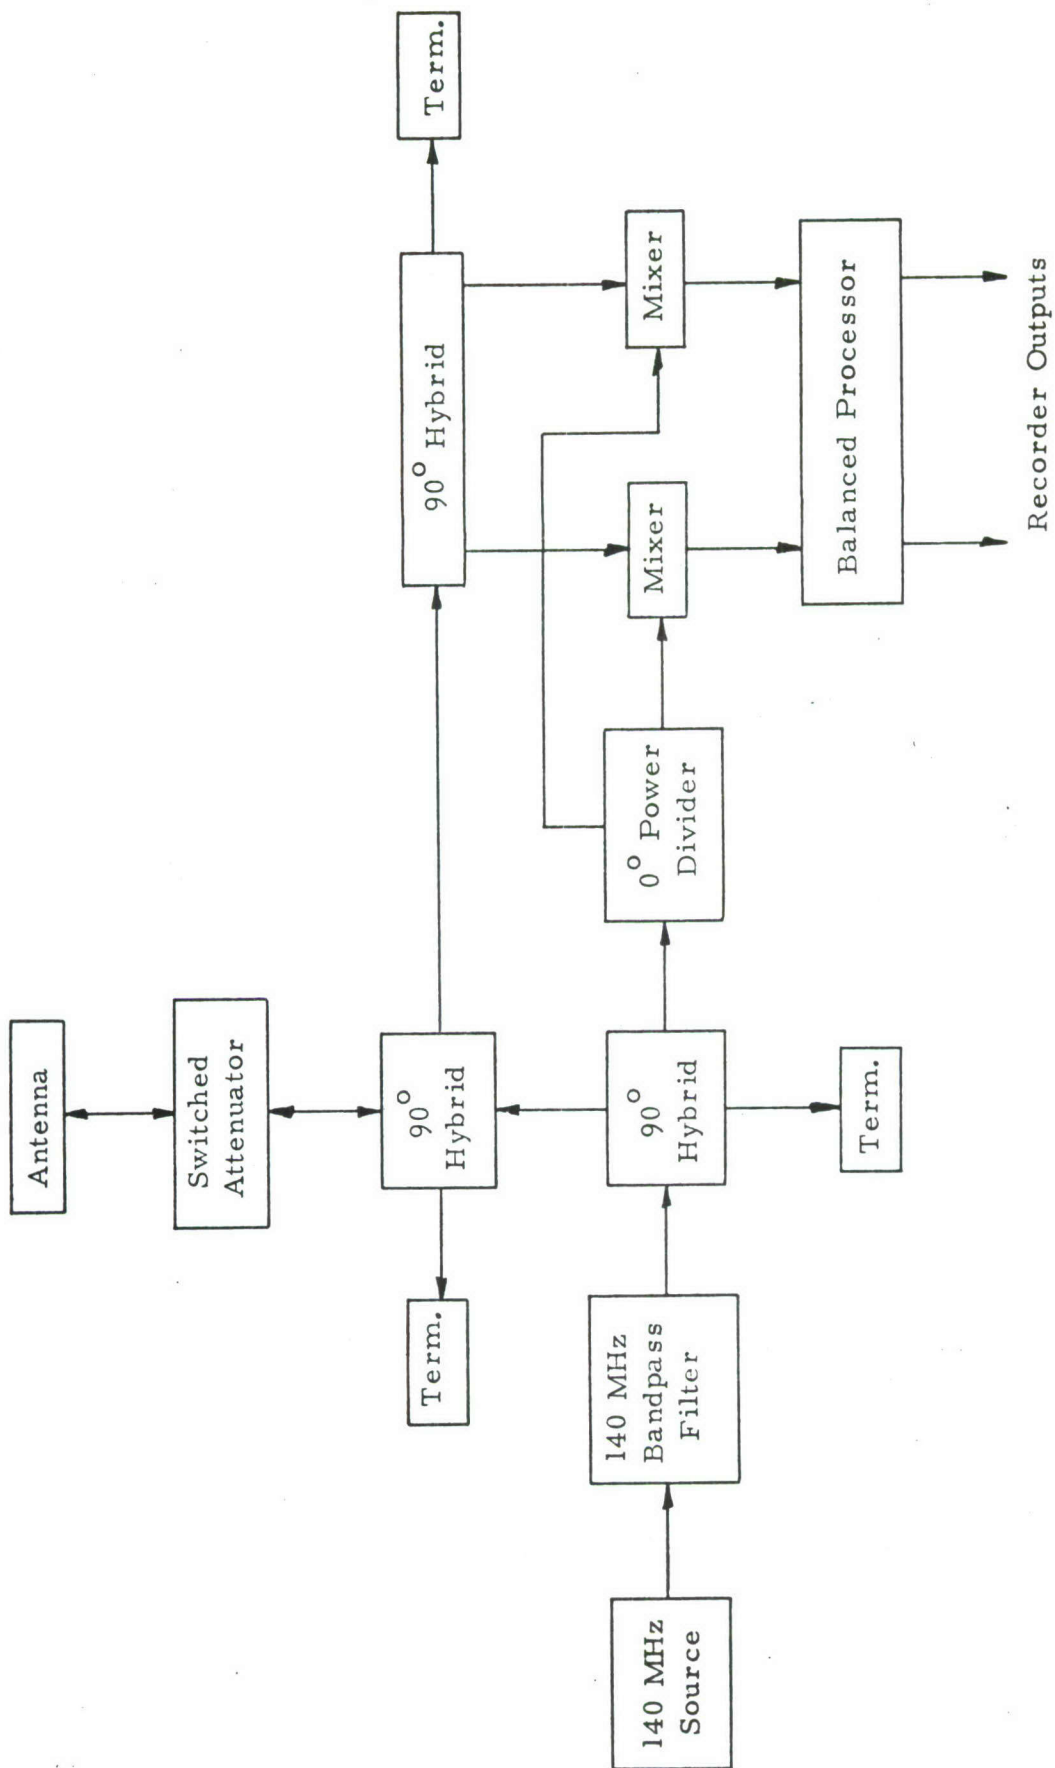 Antenna
Switched
Attenuator
Term.
90° 
Hybrid
90° Hybrid
Term.
140 MHz
Source
140 MHz
Bandpass
Filter
90°
Hybrid
Term.
0° Power
Divider
Mixer
Mixer
Balanced Processor
Recorder Outputs